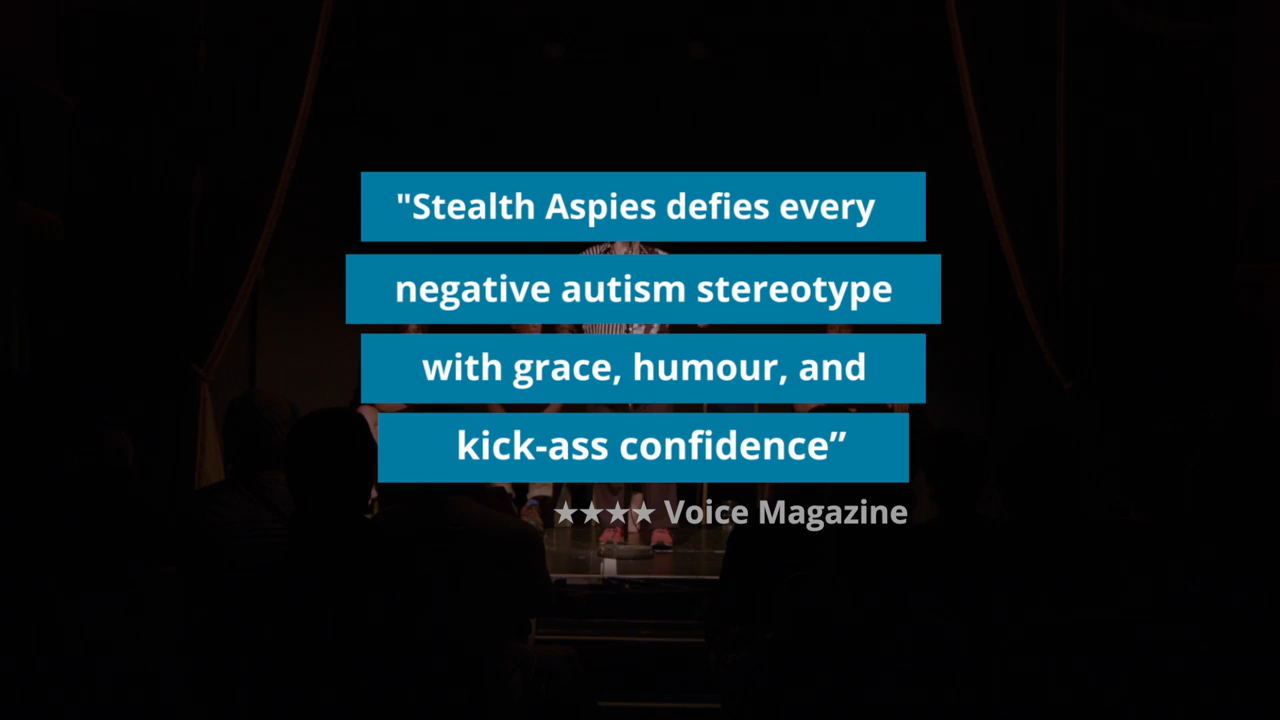 "Stealth Aspies defies every
negative autism stereotype
with grace, humour, and
kick-ass confidence”
★★★★ Voice Magazine